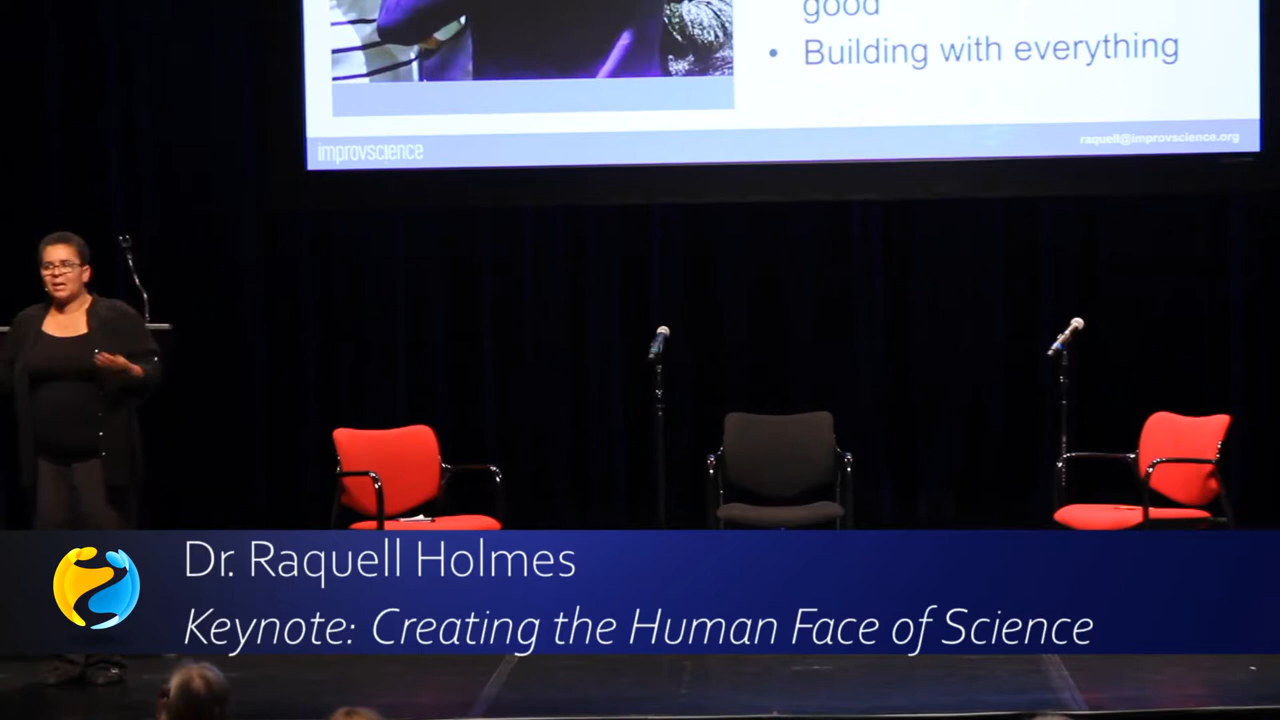 good
• Building with everything
improvscience
raquell@improvscience.org
Dr. Raquell Holmes
Keynote: Creating the Human Face of Science